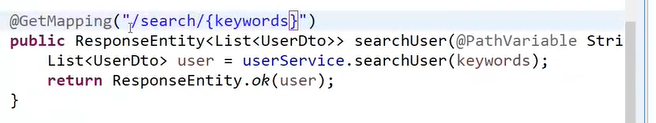 @GetMapping("/search/{keywords}")
public ResponseEntity<List<UserDto>> searchUser(@PathVariable Stri
List<UserDto> user = userService.searchUser(keywords);
return ResponseEntity.ok(user);
}